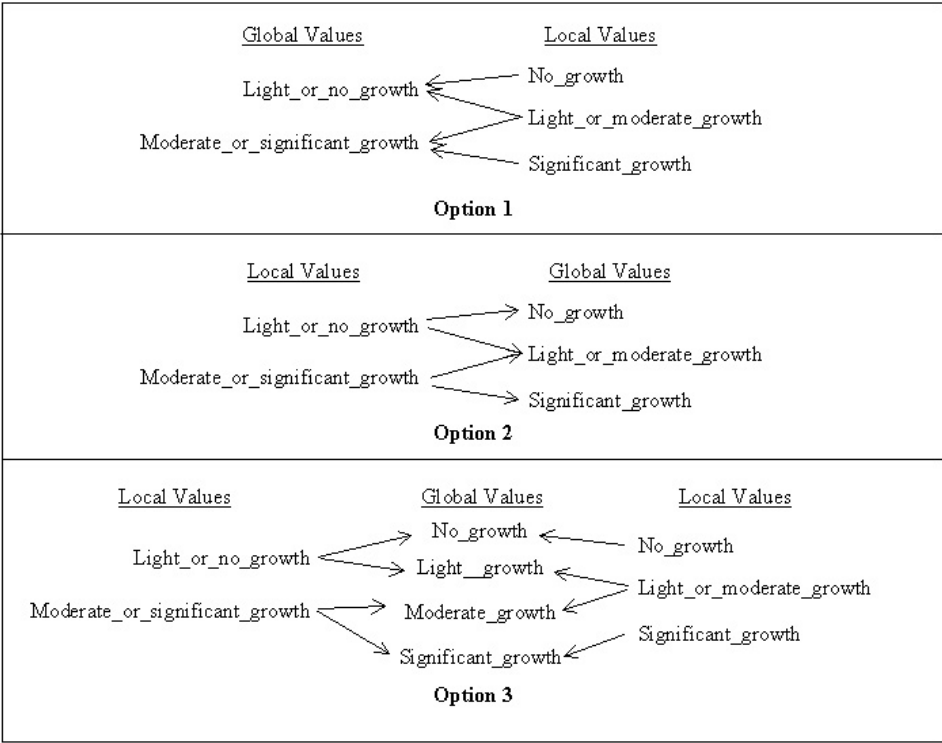 Global Values Local Values
No_growth
Light_or_no_growth
Light_or_moderate_growth
Moderate_or_significant_growth
Significant_growth
Option 1
Local Values Global Values
No_growth
Light_or_no_growth
Light_or_moderate_growth
Moderate_or_significant_growth
Significant_growth
Option 2
Local Values Global Values Local Values
No_growth
No_growth
Light_or_no_growth
Light__growth
Light_or_moderate_growth
Moderate_or_significant_growth Moderate_growth
Significant_growth
Significant_growth
Option 3